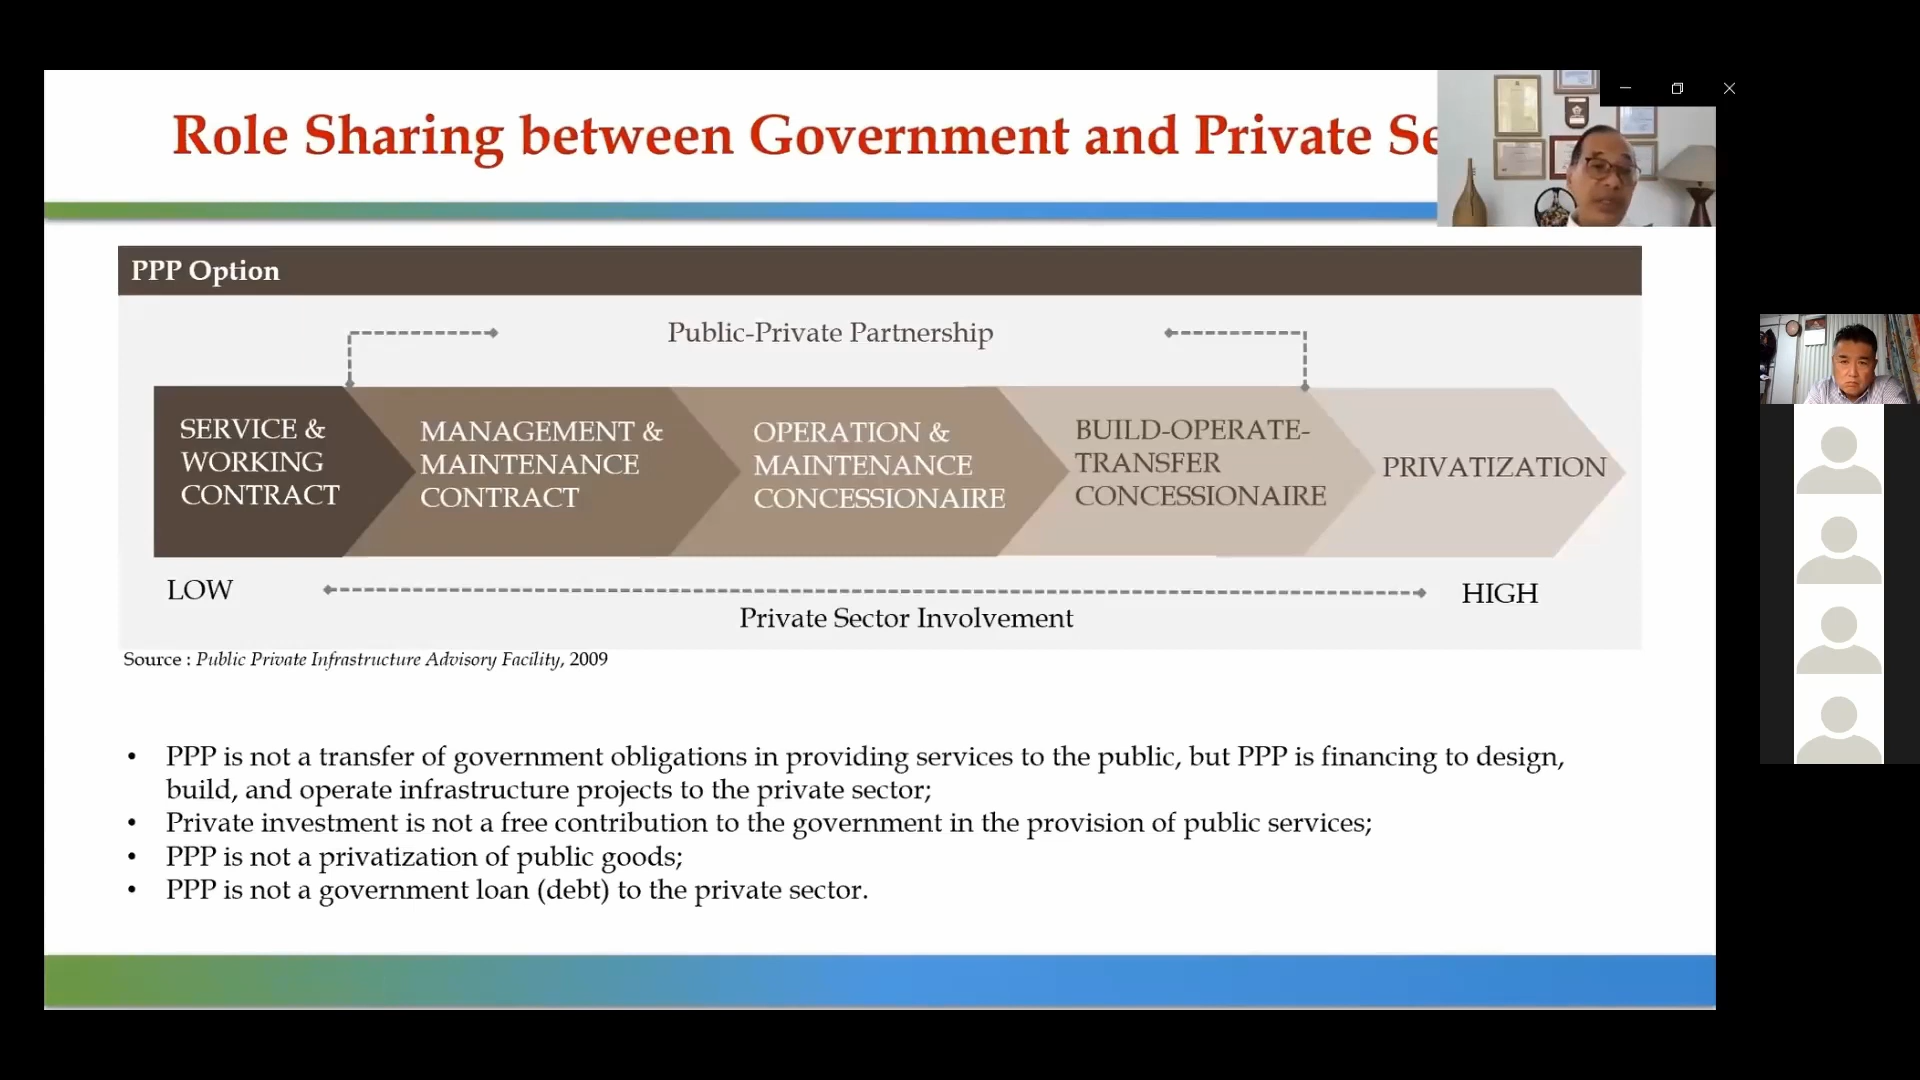 Role Sharing between Government and Private Se
PPP Option
Public-Private Partnership
SERVICE &
WORKING
CONTRACT
MANAGEMENT &
MAINTENANCE
CONTRACT
OPERATION &
MAINTENANCE
CONCESSIONAIRE
BUILD-OPERATE-
TRANSFER
CONCESSIONAIRE
PRIVATIZATION
LOW
HIGH
Private Sector Involvement
Source : Public Private Infrastructure Advisory Facility, 2009
• PPP is not a transfer of government obligations in providing services to the public, but PPP is financing to design,
build, and operate infrastructure projects to the private sector;
• Private investment is not a free contribution to the government in the provision of public services;
• PPP is not a privatization of public goods;
• PPP is not a government loan (debt) to the private sector.